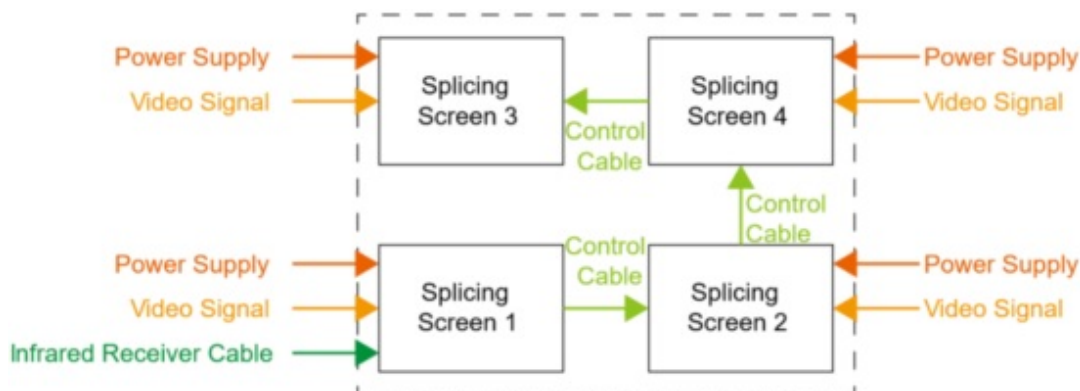 Power Supply
Video Signal
Splicing
Screen 3
Control
Cable
Splicing
Screen 4
Power Supply
Video Signal
Control
Cable
Power Supply
Video Signal
Infrared Receiver Cable
Splicing
Screen 1
Control
Cable
Splicing
Screen 2
Power Supply
Video Signal